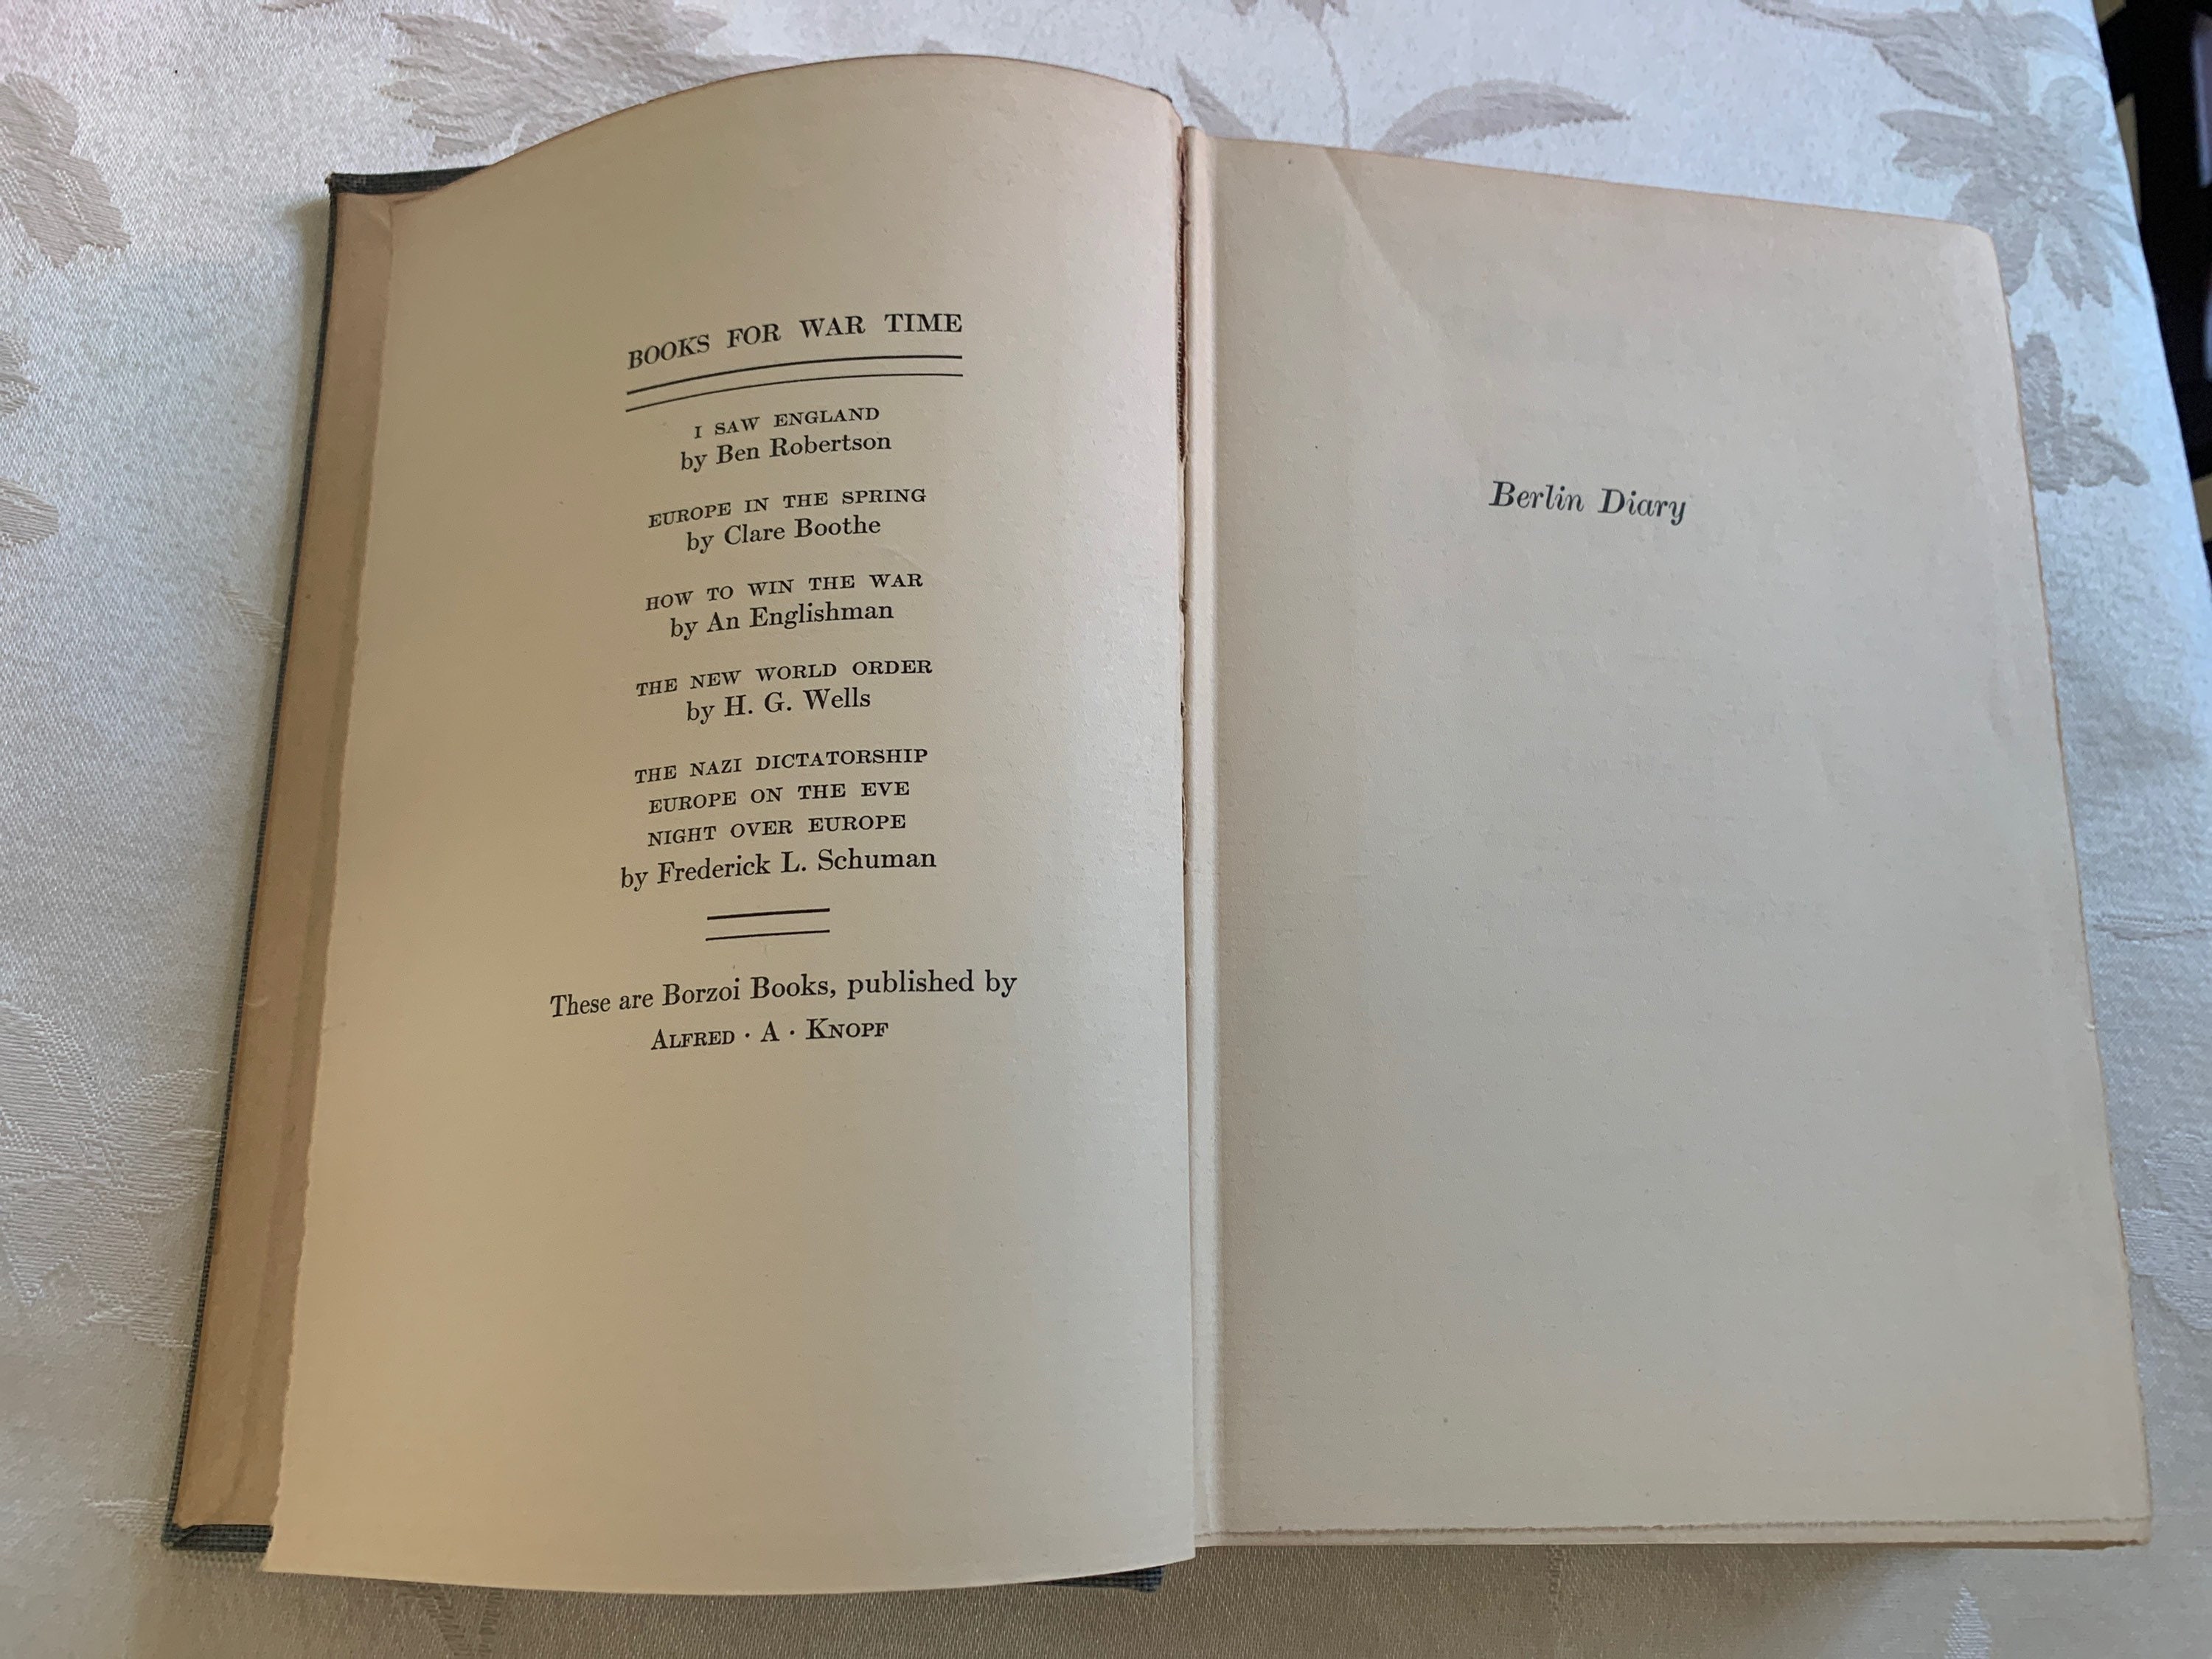 BOOKS FOR WAR TIME
I SAW ENGLAND
by Ben Robertson
EUROPE IN THE SPRING
by Clare Boothe
HOW TO WIN THE WAR
by An Englishman
THE NEW WORLD ORDER
by H. G. Wells
THE NAZI DICTATORSHIP
EUROPE ON THE EVE
NIGHT OVER EUROPE
by Frederick L. Schuman
These are Borzoi Books, published by
ALFRED · A · KNOPF
Berlin Diary